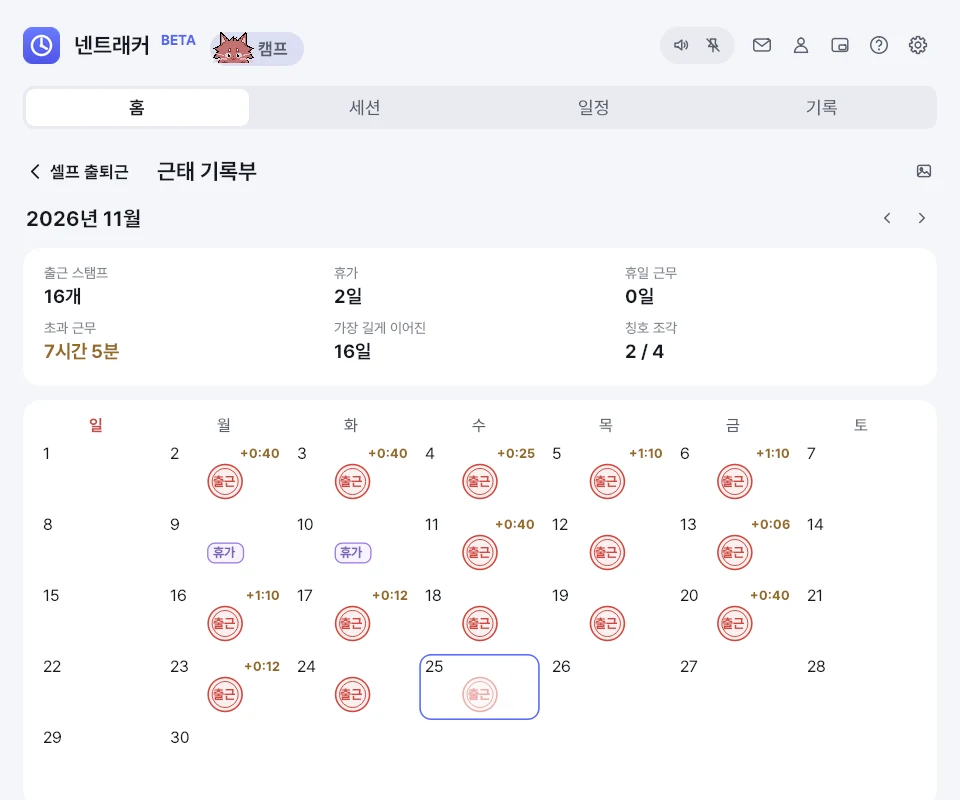 넨트래커 BETA 캠프
홈 세션 일정 기록
셀프 출퇴근 근태 기록부
2026년 11월
출근 스탬프 휴가 휴일 근무
16개 2일 0일
초과 근무 가장 길게 이어진 칭호 조각
7시간 5분 16일 2 / 4
일 월 화 수 목 금 토
1 2 +0:40 3 +0:40 4 +0:25 5 +1:10 6 +1:10 7
출근 출근 출근 출근 출근
8 9 10 11 +0:40 12 13 +0:06 14
휴가 휴가 출근 출근 출근
15 16 +1:10 17 +0:12 18 19 20 +0:40 21
출근 출근 출근 출근 출근
22 23 +0:12 24 25 26 27 28
출근 출근 출근
29 30